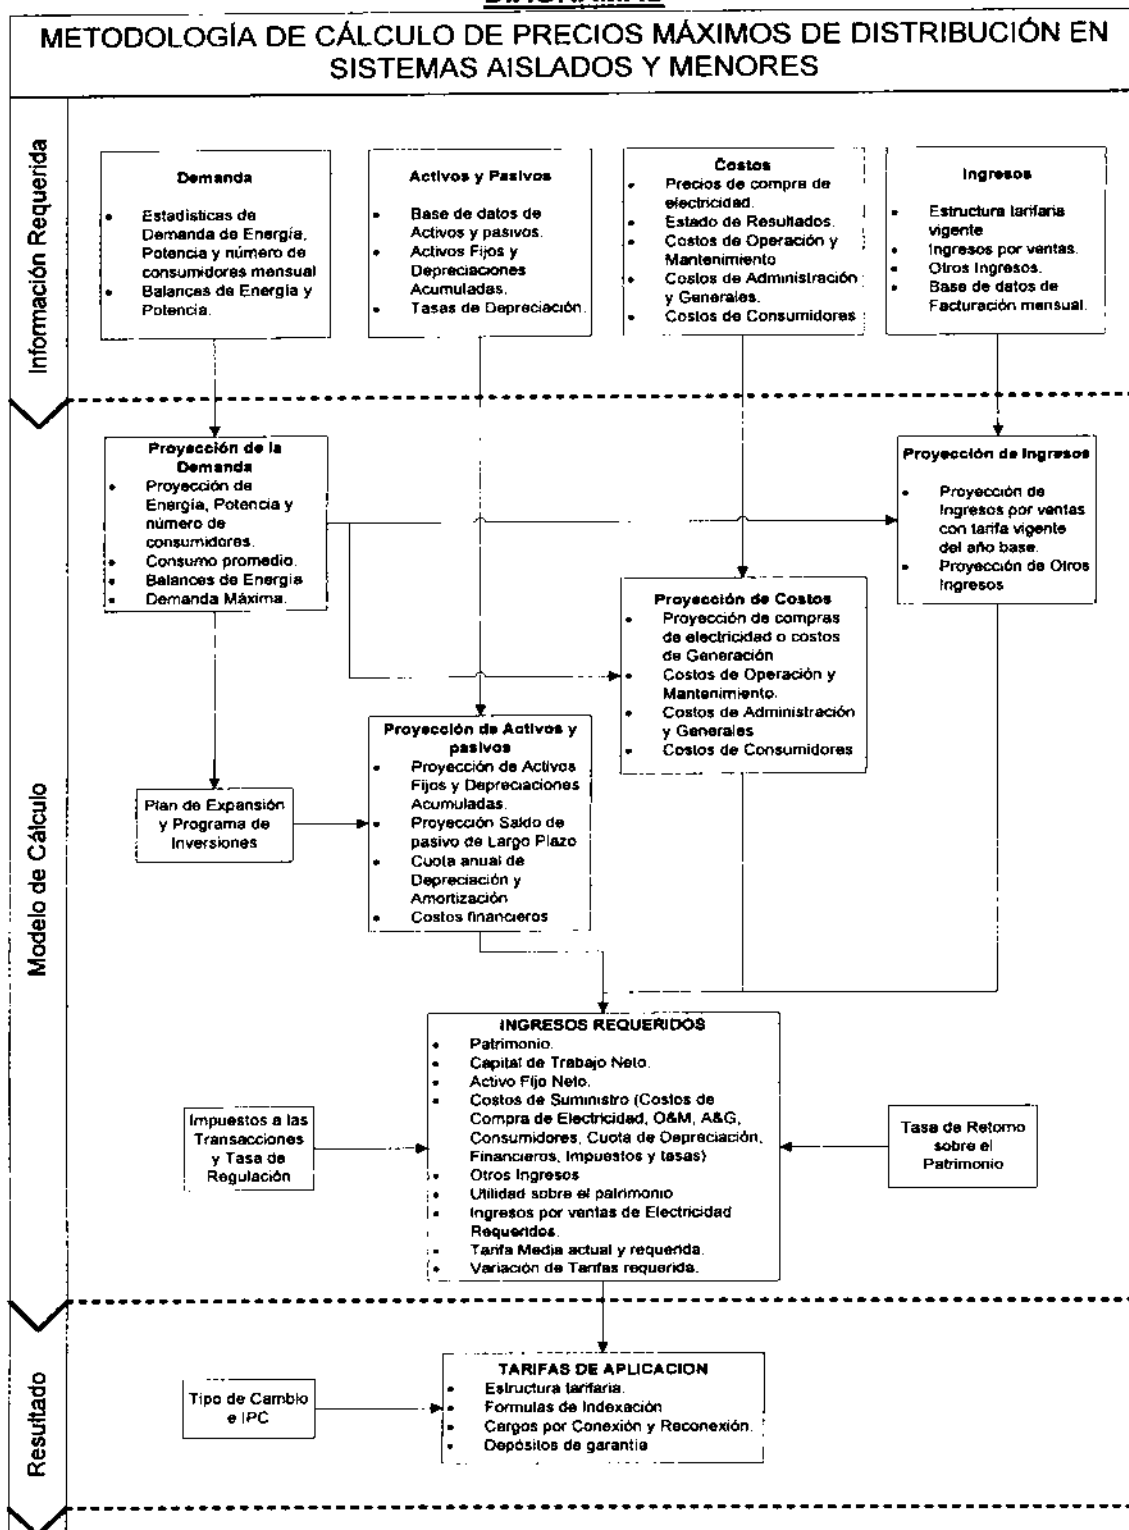 METODOLOGÍA DE CÁLCULO DE PRECIOS MÁXIMOS DE DISTRIBUCIÓN EN
SISTEMAS AISLADOS Y MENORES
Información Requerida
Demanda
• Estadísticas de
Demanda de Energía,
Potencia y número de
consumidores mensual
• Balances de Energía y
Potencia.
Activos y Pasivos
• Base de datos de
Activos y pasivos.
• Activos Fijos y
Depreciaciones
Acumuladas.
• Tasas de Depreciación.
Costos
• Precios de compra de
electricidad.
• Estado de Resultados.
• Costos de Operación y
Mantenimiento
• Costos de Administración
y Generales.
• Costos de Consumidores
Ingresos
• Estructura tarifaria
vigente
• Ingresos por ventas.
• Otros Ingresos.
• Base de datos de
Facturación mensual.
Modelo de Cálculo
Proyección de la
Demanda
• Proyección de
Energía, Potencia y
número de
consumidores.
• Consumo promedio.
• Balances de Energía
• Demanda Máxima.
Proyección de Ingresos
• Proyección de
Ingresos por ventas
con tarifa vigente
del año base.
• Proyección de Otros
Ingresos
Proyección de Costos
• Proyección de compras
de electricidad o costos
de Generación
• Costos de Operación y
Mantenimiento.
• Costos de Administración
y Generales
• Costos de Consumidores
Proyección de Activos y
pasivos
• Proyección de Activos
Fijos y Depreciaciones
Acumuladas.
• Proyección Saldo de
pasivo de Largo Plazo
• Cuota anual de
Depreciación y
Amortización
• Costos financieros
Plan de Expansión
y Programa de
Inversiones
INGRESOS REQUERIDOS
• Patrimonio.
• Capital de Trabajo Neto.
• Activo Fijo Neto.
• Costos de Suministro (Costos de
Compra de Electricidad, O&M, A&G,
Consumidores, Cuota de Depreciación,
Financieros, Impuestos y tasas)
• Otros Ingresos
• Utilidad sobre el patrimonio
• Ingresos por ventas de Electricidad
Requeridos.
• Tarifa Media actual y requerida.
• Variación de Tarifas requerida.
Impuestos a las
Transacciones
y Tasa de
Regulación
Tasa de Retorno
sobre el
Patrimonio
Resultado
TARIFAS DE APLICACION
• Estructura tarifaria.
• Formulas de Indexación
• Cargos por Conexión y Reconexión.
• Depósitos de garantía
Tipo de Cambio
e IPC